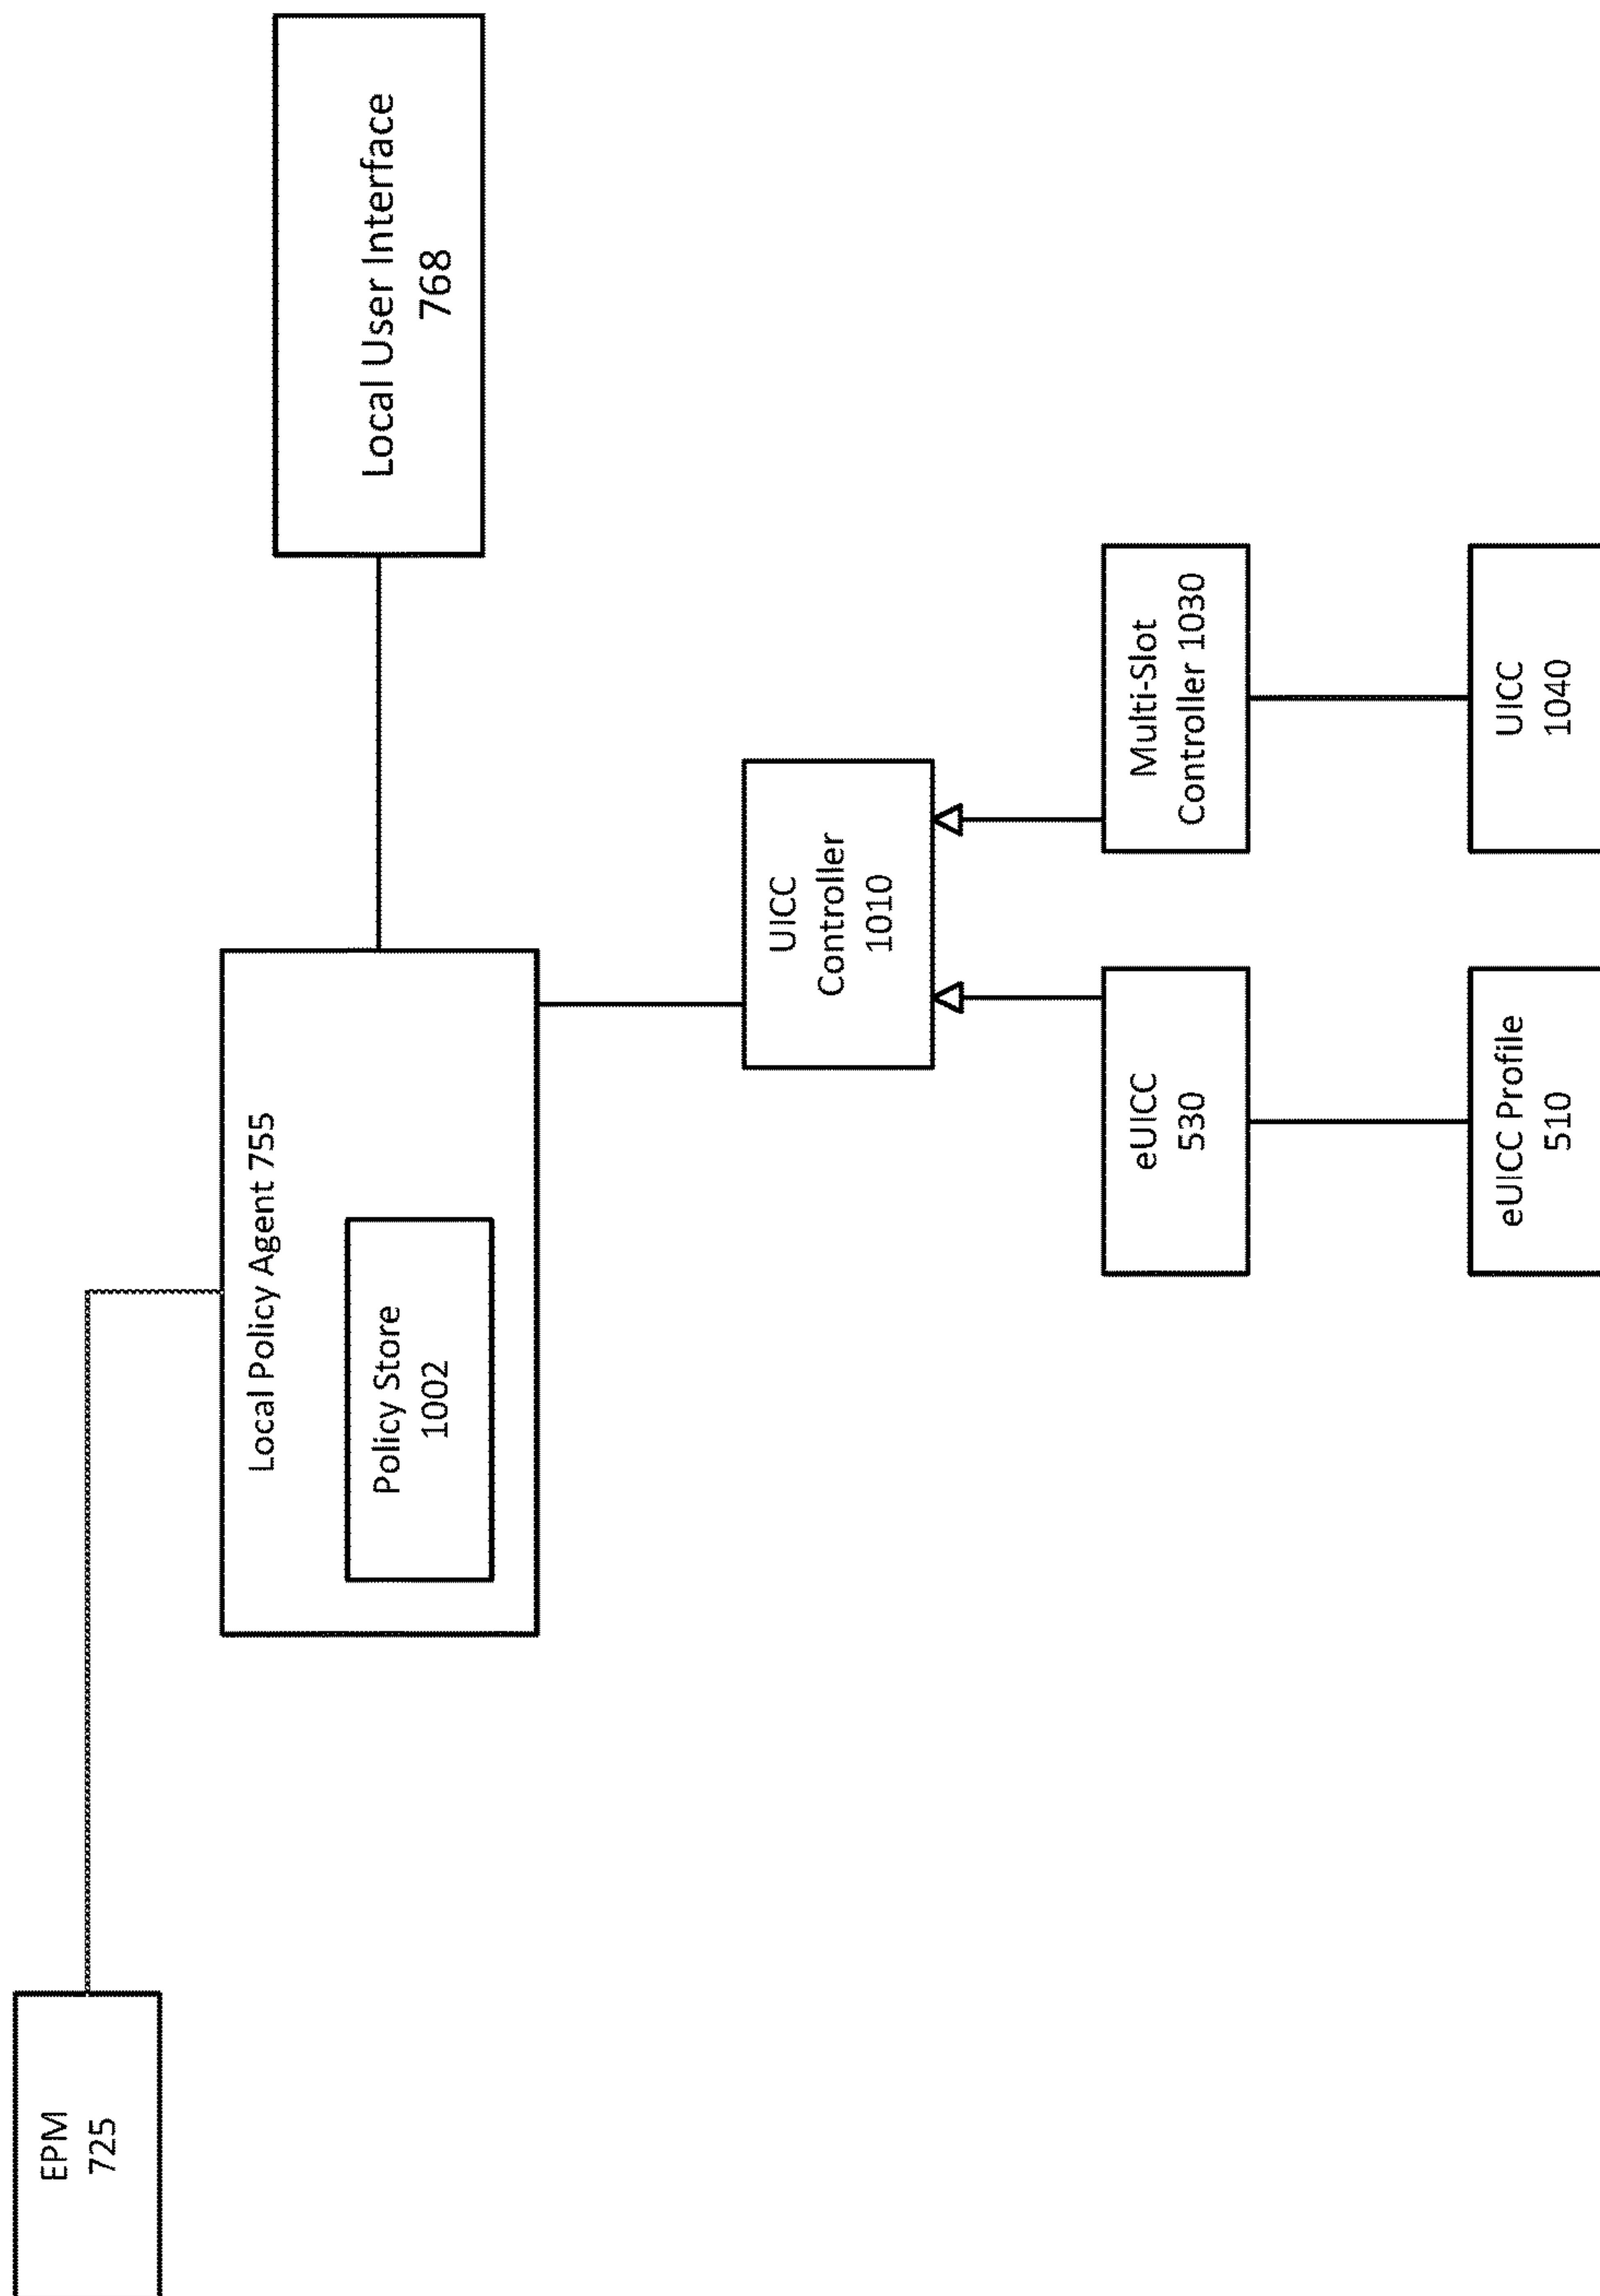 EPM
725
Local Policy Agent 755
Policy Store
1002
Local User Interface
768
UICC
Controller
1010
eUICC
530
Multi-Slot
Controller 1030
eUICC Profile
510
UICC
1040